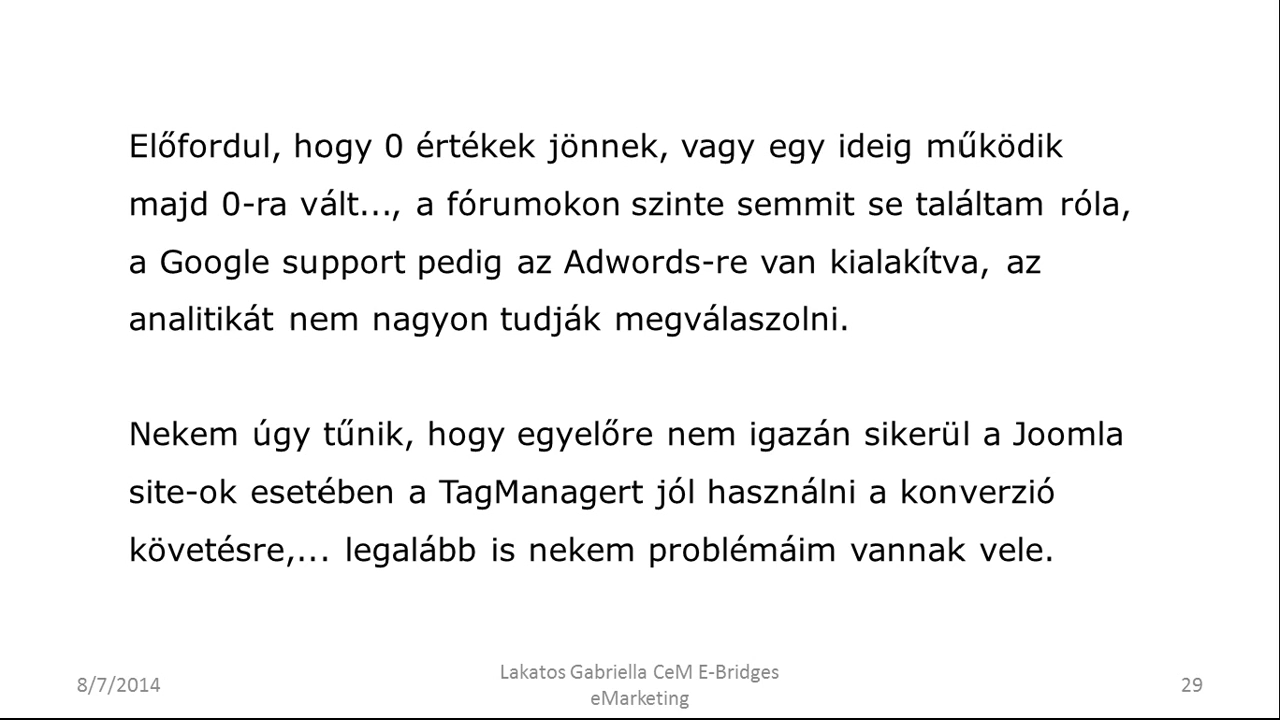 Előfordul, hogy 0 értékek jönnek, vagy egy ideig működik
majd 0-ra vált..., a fórumokon szinte semmit se találtam róla,
a Google support pedig az Adwords-re van kialakítva, az
analitikát nem nagyon tudják megválaszolni.
Nekem úgy tűnik, hogy egyelőre nem igazán sikerül a Joomla
site-ok esetében a TagManagert jól használni a konverzió
követésre,... legalább is nekem problémáim vannak vele.
8/7/2014
Lakatos Gabriella CeM E-Bridges
eMarketing
29